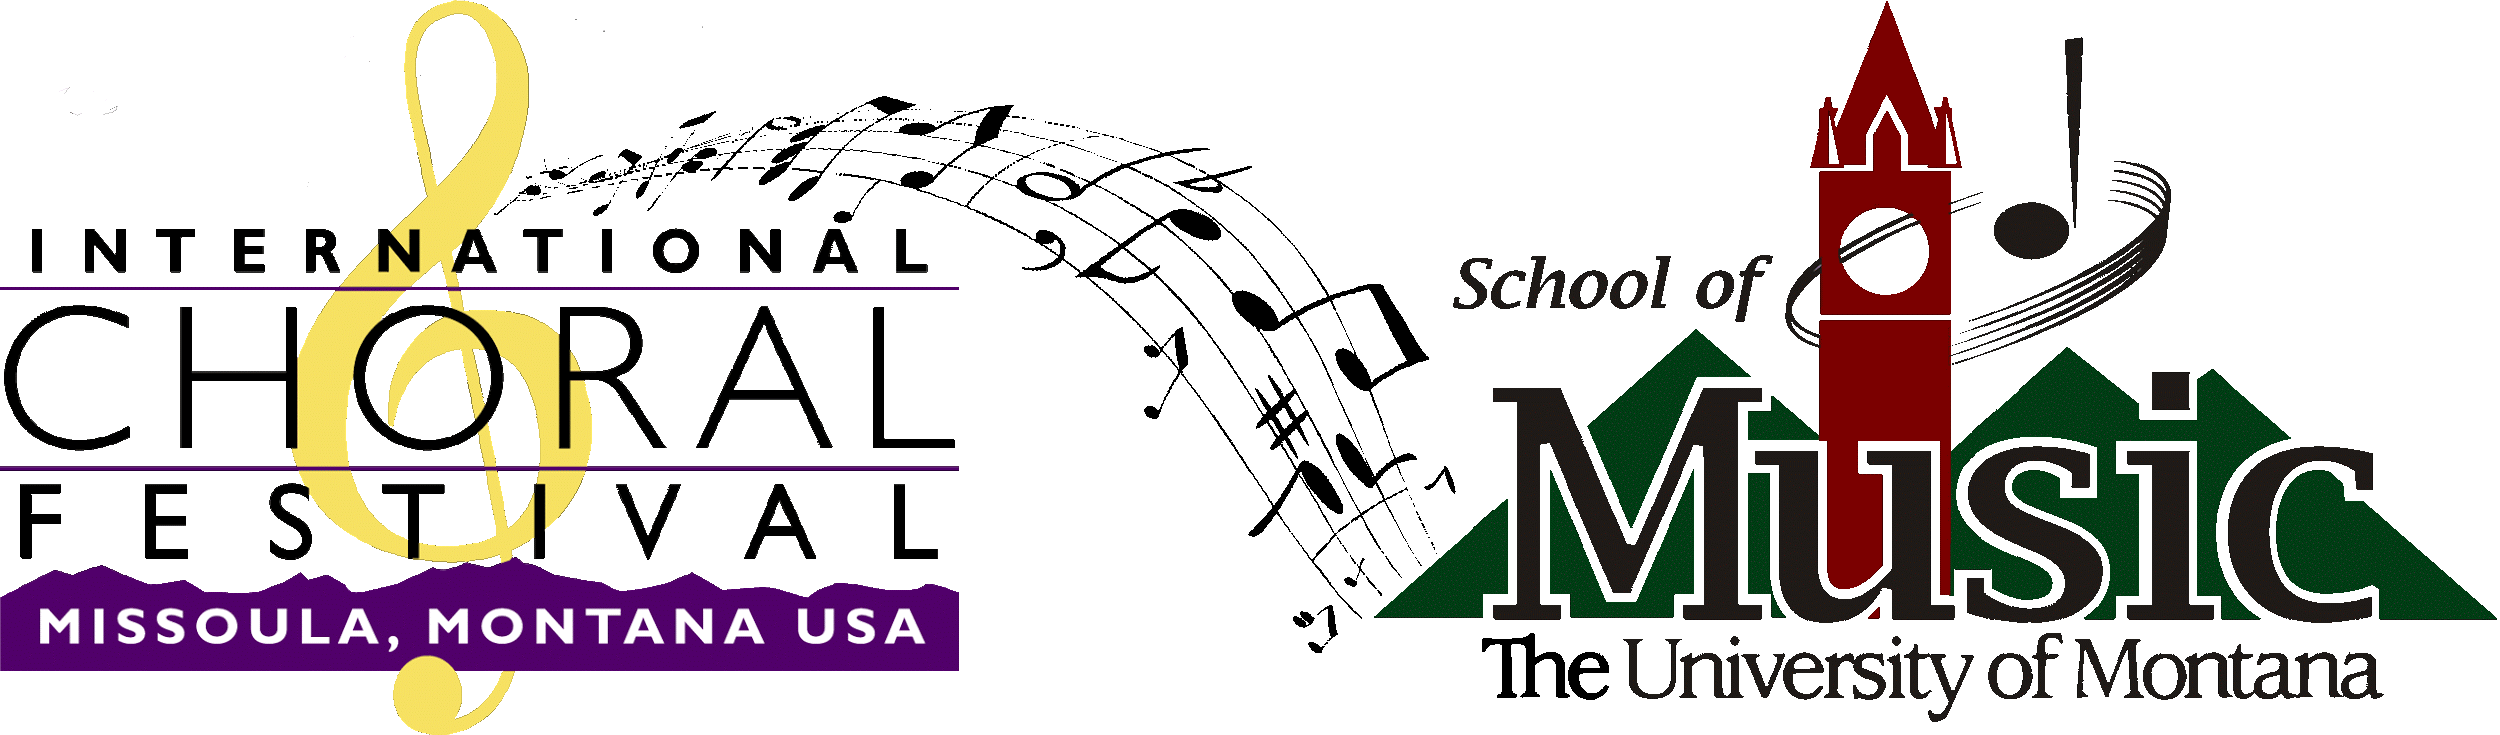 INTERNATIONAL
CHORAL
FESTIVAL
MISSOULA, MONTANA USA
School of
Music
The University of Montana